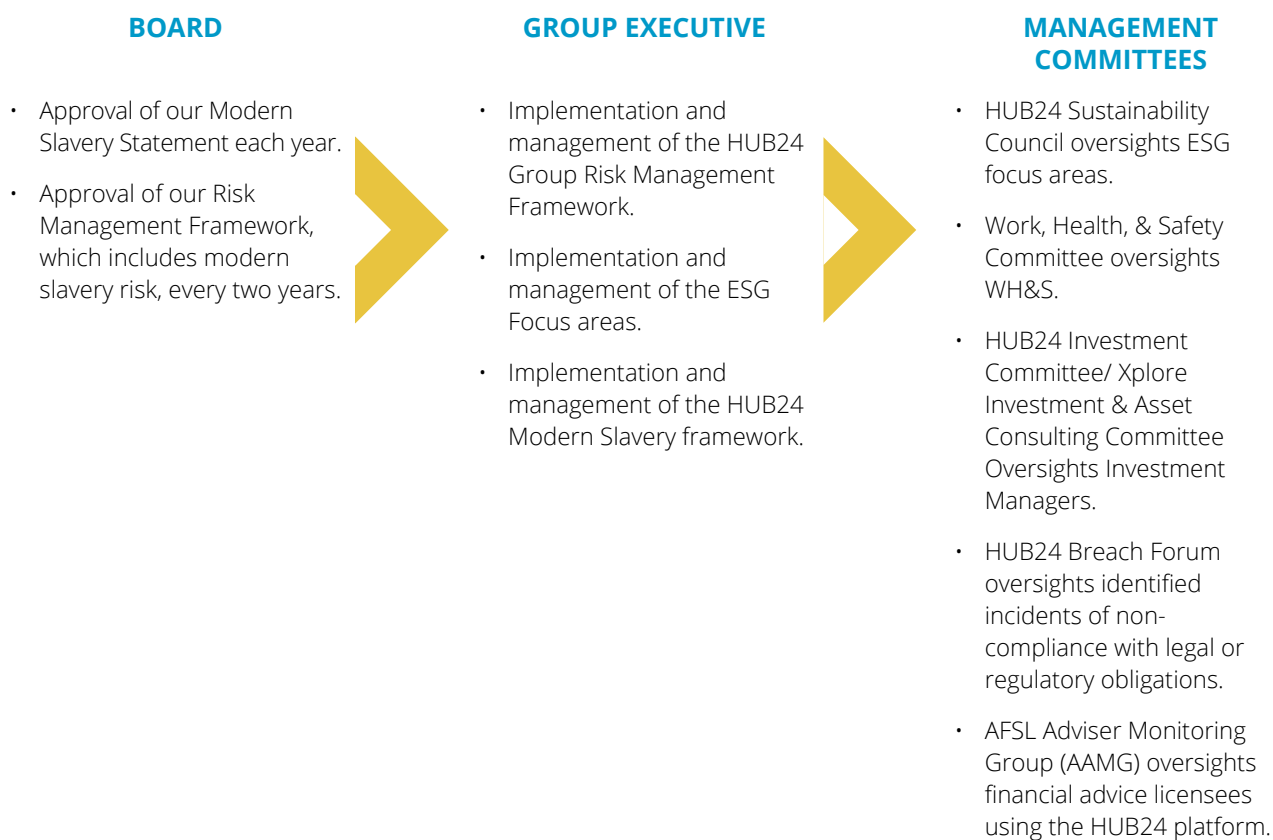 BOARD
• Approval of our Modern
Slavery Statement each year.
• Approval of our Risk
Management Framework,
which includes modern
slavery risk, every two years.
GROUP EXECUTIVE
• Implementation and
management of the HUB24
Group Risk Management
Framework.
• Implementation and
management of the ESG
Focus areas.
• Implementation and
management of the HUB24
Modern Slavery framework.
MANAGEMENT
COMMITTEES
• HUB24 Sustainability
Council oversights ESG
focus areas.
• Work, Health, & Safety
Committee oversights
WH&S.
• HUB24 Investment
Committee/ Xplore
Investment & Asset
Consulting Committee
Oversights Investment
Managers.
• HUB24 Breach Forum
oversights identified
incidents of non-
compliance with legal or
regulatory obligations.
• AFSL Adviser Monitoring
Group (AAMG) oversights
financial advice licensees
using the HUB24 platform.